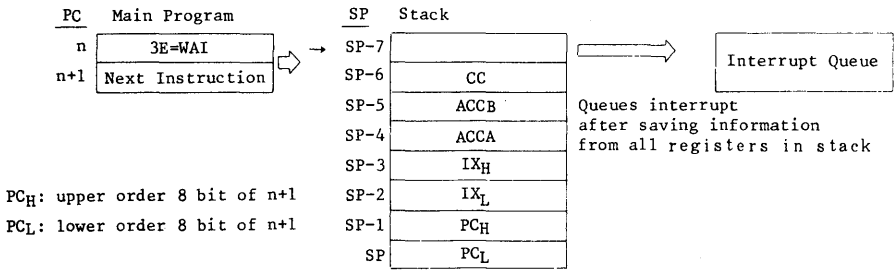 PC Main Program SP Stack
n 3E=WAI → SP-7
n+1 Next Instruction SP-6 CC
Interrupt Queue
SP-5 ACCB
SP-4 ACCA
SP-3 IXH
SP-2 IXL
SP-1 PCH
SP PCL
Queues interrupt
after saving information
from all registers in stack
PCH: upper order 8 bit of n+1
PCL: lower order 8 bit of n+1